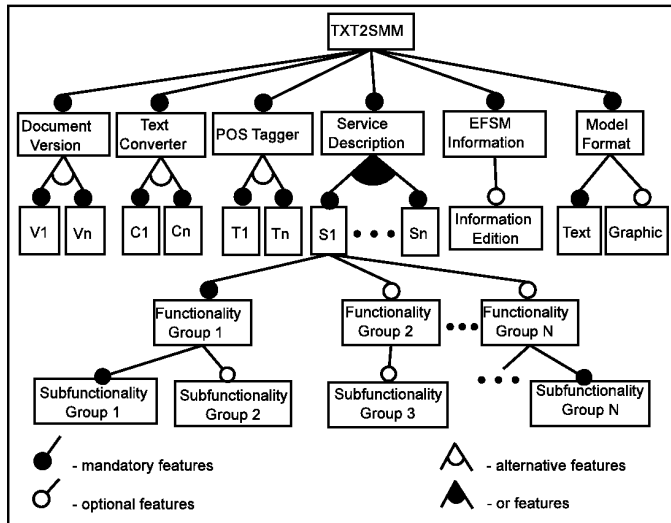 TXT2SMM
Document
Version
Text
Converter
POS Tagger
Service
Description
EFSM
Information
Model
Format
V1
Vn
C1
Cn
T1
Tn
S1
Sn
Information
Edition
Text
Graphic
Functionality
Group 1
Functionality
Group 2
Functionality
Group N
Subfunctionality
Group 1
Subfunctionality
Group 2
Subfunctionality
Group 3
Subfunctionality
Group N
- mandatory features
- optional features
- alternative features
- or features